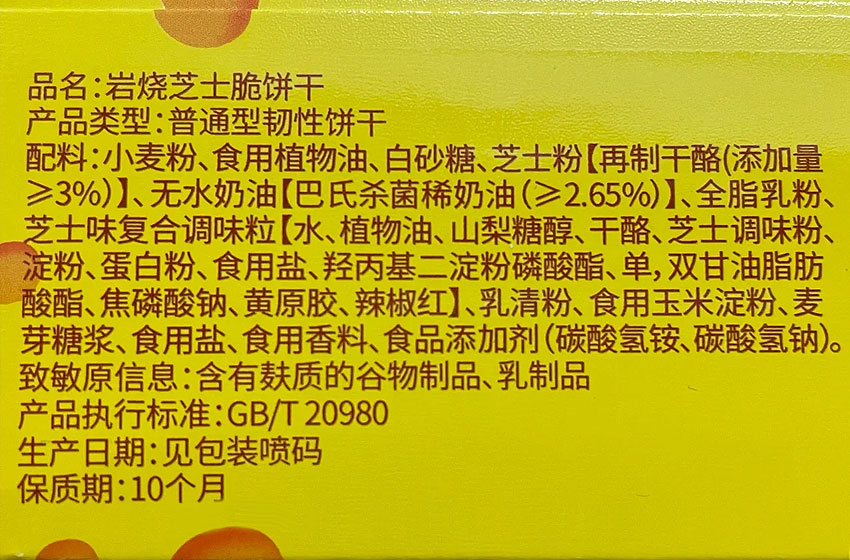 品名:岩烧芝士脆饼干
产品类型:普通型韧性饼干
配料:小麦粉、食用植物油、白砂糖、芝士粉【再制干酪(添加量
≥3%)】、无水奶油【巴氏杀菌稀奶油(≥2.65%)】、全脂乳粉、
芝士味复合调味粒【水、植物油、山梨糖醇、干酪、芝士调味粉、
淀粉、蛋白粉、食用盐、羟丙基二淀粉磷酸酯、单,双甘油脂肪
酸酯、焦磷酸钠、黄原胶、辣椒红】、乳清粉、食用玉米淀粉、麦
芽糖浆、食用盐、食用香料、食品添加剂(碳酸氢铵、碳酸氢钠)。
致敏原信息:含有麸质的谷物制品、乳制品
产品执行标准:GB/T 20980
生产日期:见包装喷码
保质期:10个月